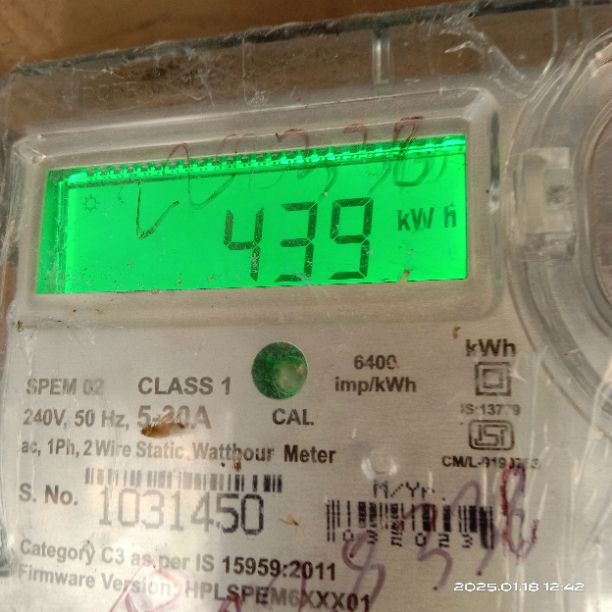 439 kWh
6400
imp/kWh
kWh
SPEM 02 CLASS 1
240V, 50 Hz, 5-30A CAL
IS:13779
ac, 1Ph, 2 Wire Static Watthour Meter
ISI
S. No. 1031450
M/Yr.
Category C3 as per IS 15959:2011
Firmware Version HPLSPEM6XXX01
2025.01.18 12:42